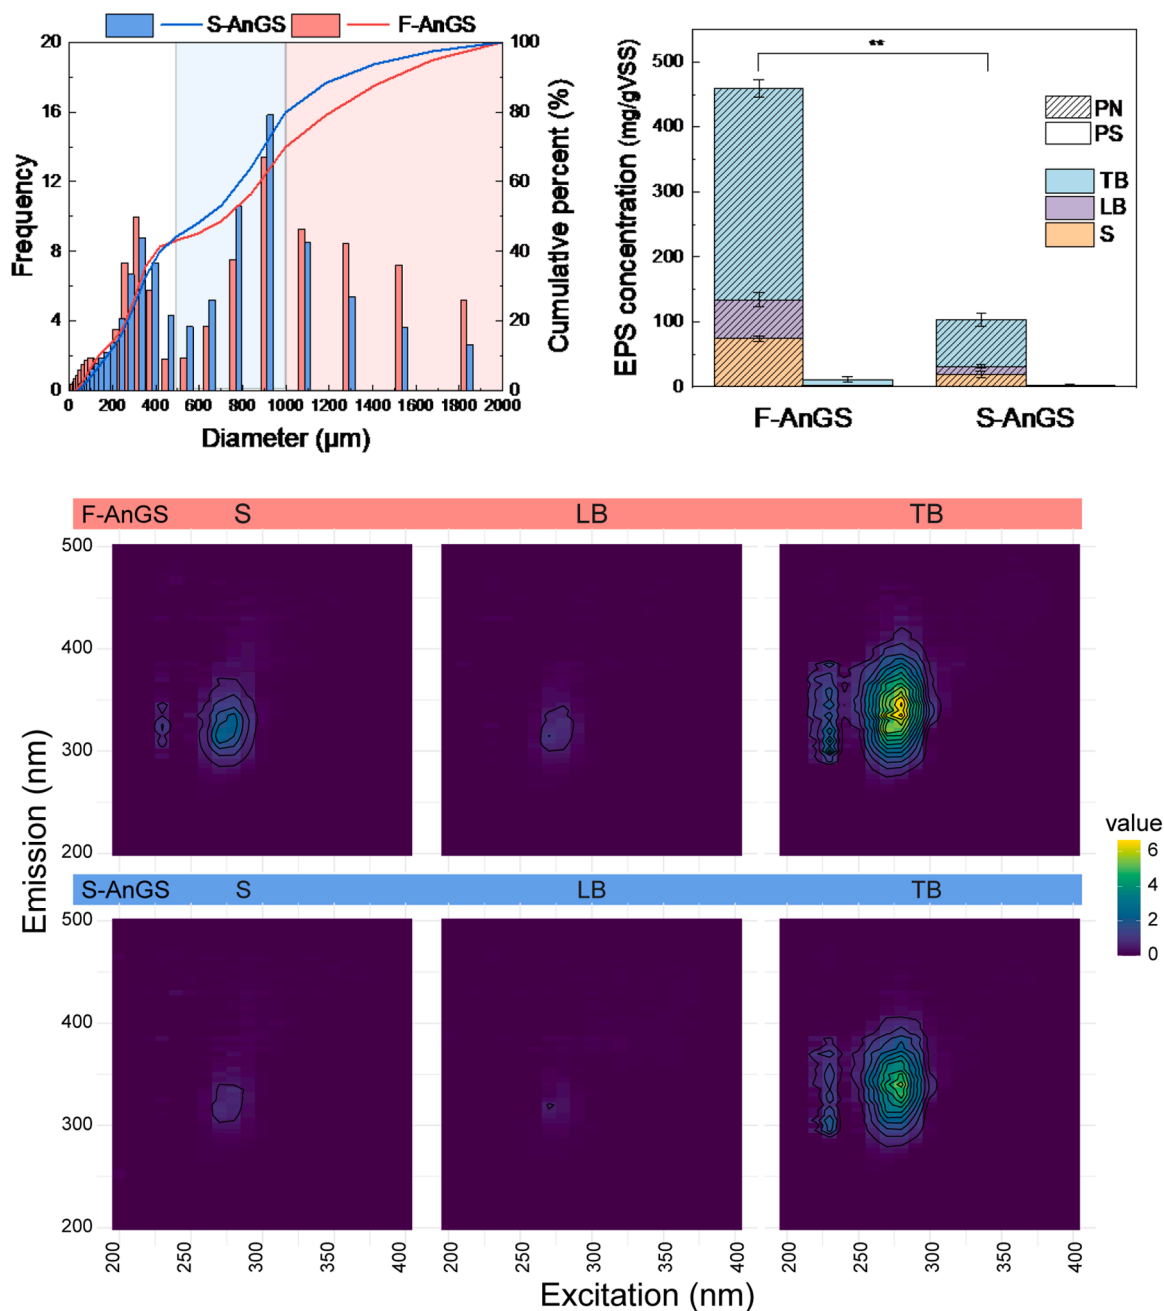 S-AnGS F-AnGS
Frequency
20
16
12
8
4
0
0 200 400 600 800 1000 1200 1400 1600 1800 2000
Diameter (μm)
100
80
60
40
20
0
Cumulative percent (%)
EPS concentration (mg/gVSS)
500
400
300
200
100
0
**
PN
PS
TB
LB
S
F-AnGS S-AnGS
F-AnGS S LB TB
500
400
300
200
S-AnGS S LB TB
500
400
300
200
Emission (nm)
value
6
4
2
0
200 250 300 350 400 200 250 300 350 400 200 250 300 350 400
Excitation (nm)